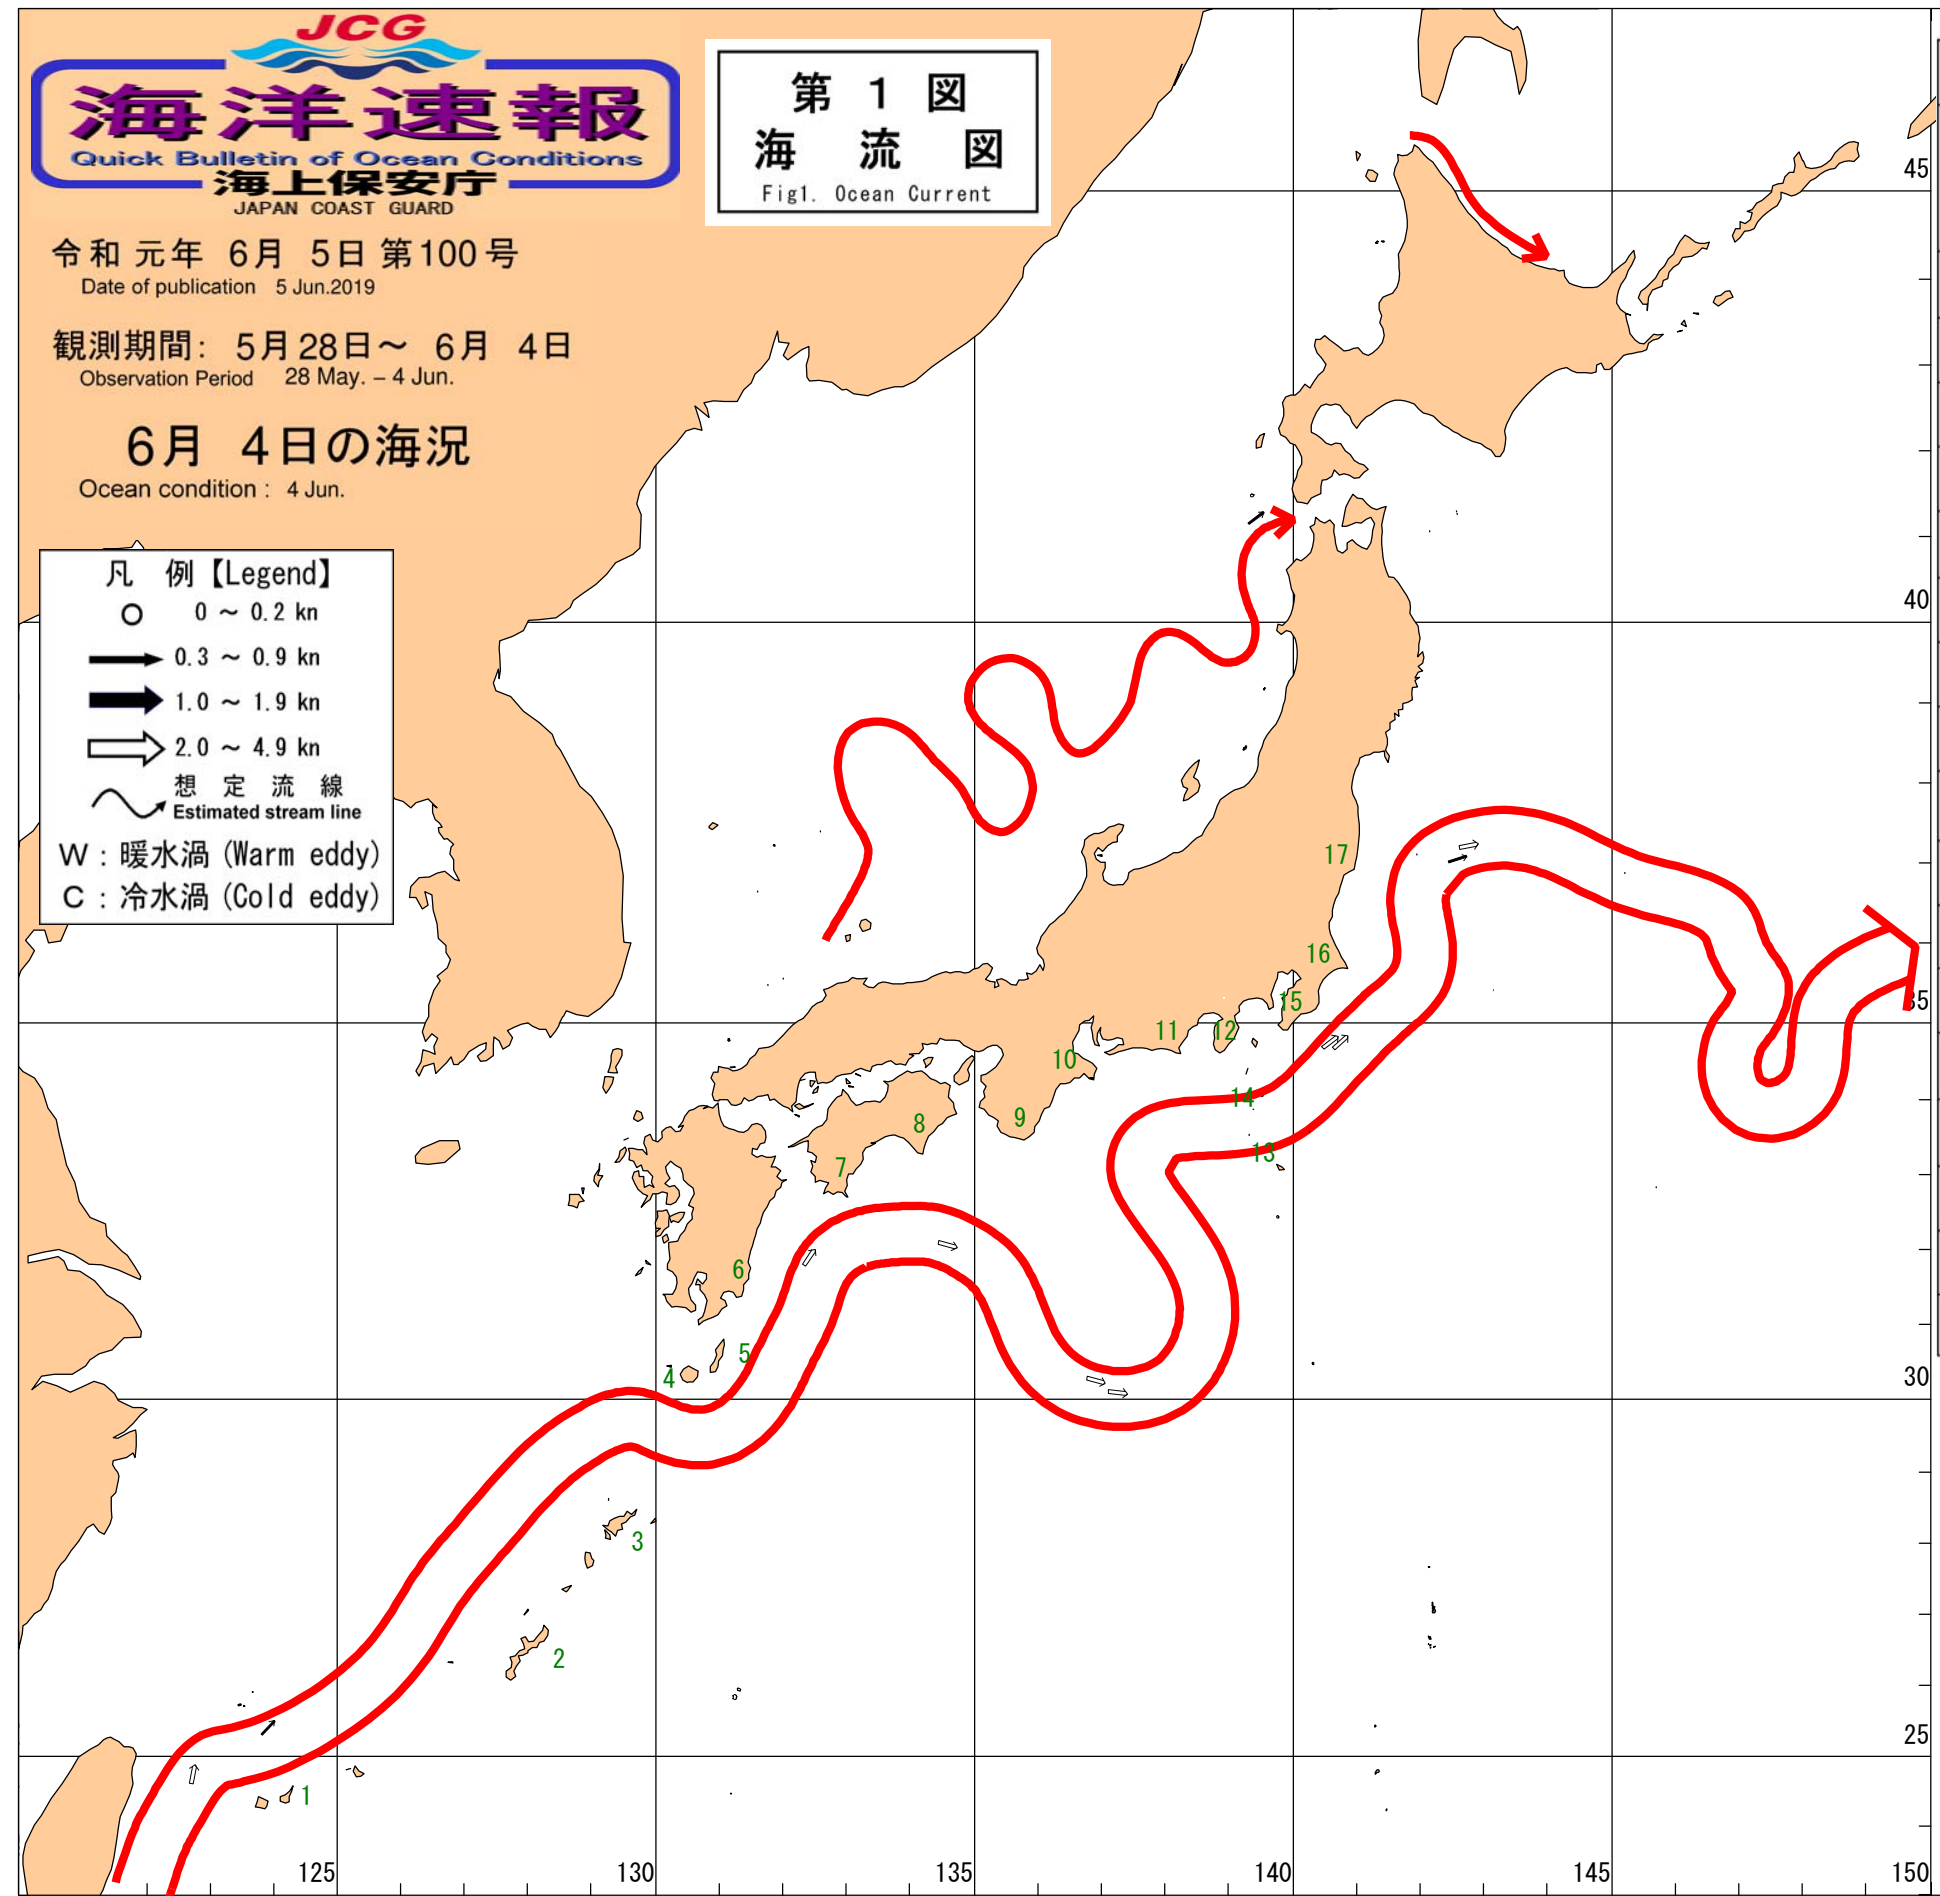 JCG
海洋速報
Quick Bulletin of Ocean Conditions
海上保安庁
JAPAN COAST GUARD
第 1 図
海 流 図
Fig1. Ocean Current
令和 元年 6月 5日 第100号
Date of publication 5 Jun.2019
観測期間: 5月28日～ 6月 4日
Observation Period 28 May. – 4 Jun.
6月 4日の海況
Ocean condition : 4 Jun.
凡 例【Legend】
0 ～ 0.2 kn
0.3 ～ 0.9 kn
1.0 ～ 1.9 kn
2.0 ～ 4.9 kn
想 定 流 線
Estimated stream line
W : 暖水渦 (Warm eddy)
C : 冷水渦 (Cold eddy)
45
40
35
30
25
17
16
15
12
11
10
14
13
9
8
7
6
5
4
3
2
1
125
130
135
140
145
150